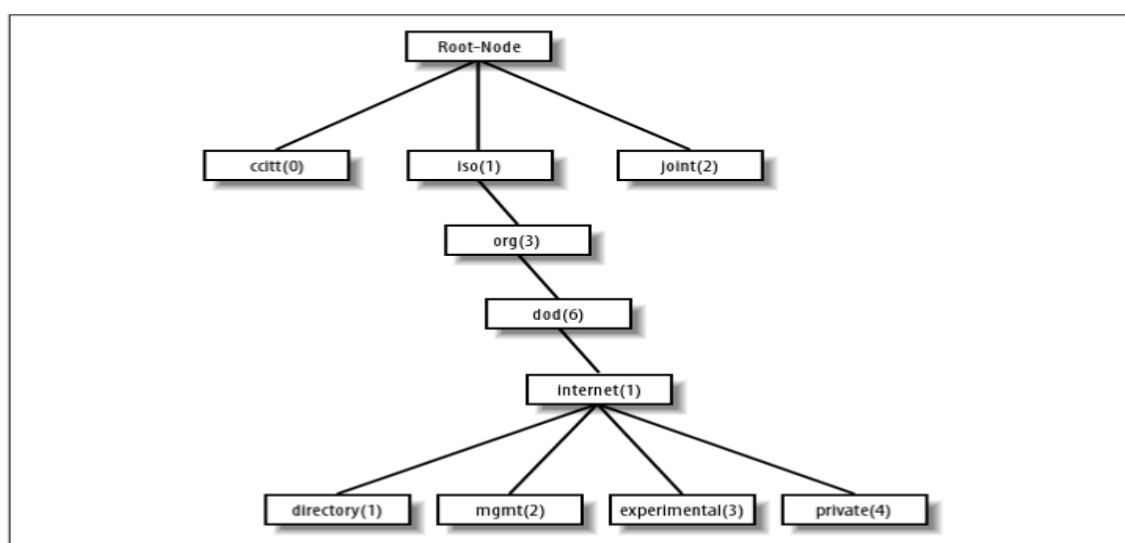 Root-Node
ccitt(0)
iso(1)
joint(2)
org(3)
dod(6)
internet(1)
directory(1)
mgmt(2)
experimental(3)
private(4)